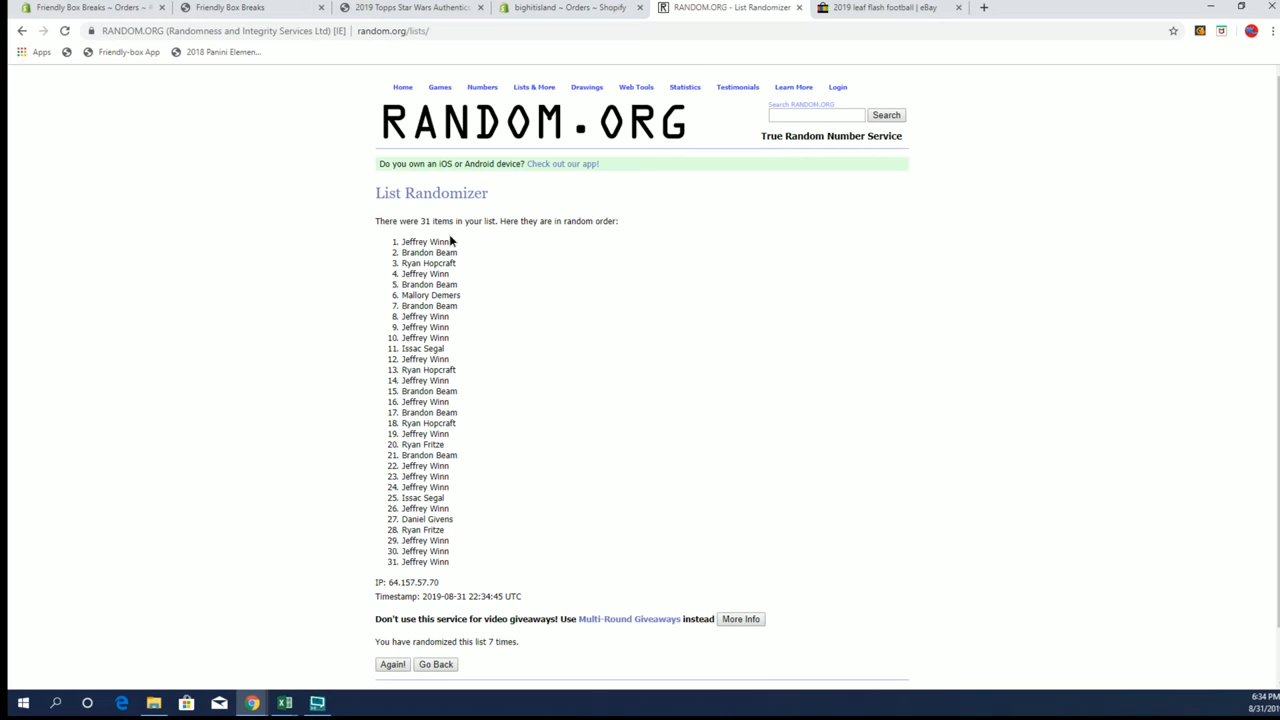 Friendly Box Breaks ~ Orders ~
Friendly Box Breaks
2019 Topps Star Wars Authentic
bighitisland ~ Orders ~ Shopify
RANDOM.ORG - List Randomizer
2019 leaf flash football | eBay
RANDOM.ORG (Randomness and Integrity Services Ltd) [IE] | random.org/lists/
Apps
Friendly-box App
2018 Panini Elemen...
Home Games Numbers Lists & More Drawings Web Tools Statistics Testimonials Learn More Login
RANDOM.ORG
Search RANDOM.ORG
Search
True Random Number Service
Do you own an iOS or Android device? Check out our app!
List Randomizer
There were 31 items in your list. Here they are in random order:
1. Jeffrey Winn
2. Brandon Beam
3. Ryan Hopcraft
4. Jeffrey Winn
5. Brandon Beam
6. Mallory Demers
7. Brandon Beam
8. Jeffrey Winn
9. Jeffrey Winn
10. Jeffrey Winn
11. Issac Segal
12. Jeffrey Winn
13. Ryan Hopcraft
14. Jeffrey Winn
15. Brandon Beam
16. Jeffrey Winn
17. Brandon Beam
18. Ryan Hopcraft
19. Jeffrey Winn
20. Ryan Fritze
21. Brandon Beam
22. Jeffrey Winn
23. Jeffrey Winn
24. Jeffrey Winn
25. Issac Segal
26. Jeffrey Winn
27. Daniel Givens
28. Ryan Fritze
29. Jeffrey Winn
30. Jeffrey Winn
31. Jeffrey Winn
IP: 64.157.57.70
Timestamp: 2019-08-31 22:34:45 UTC
Don't use this service for video giveaways! Use Multi-Round Giveaways instead More Info
You have randomized this list 7 times.
Again! Go Back
6:34 PM
8/31/201